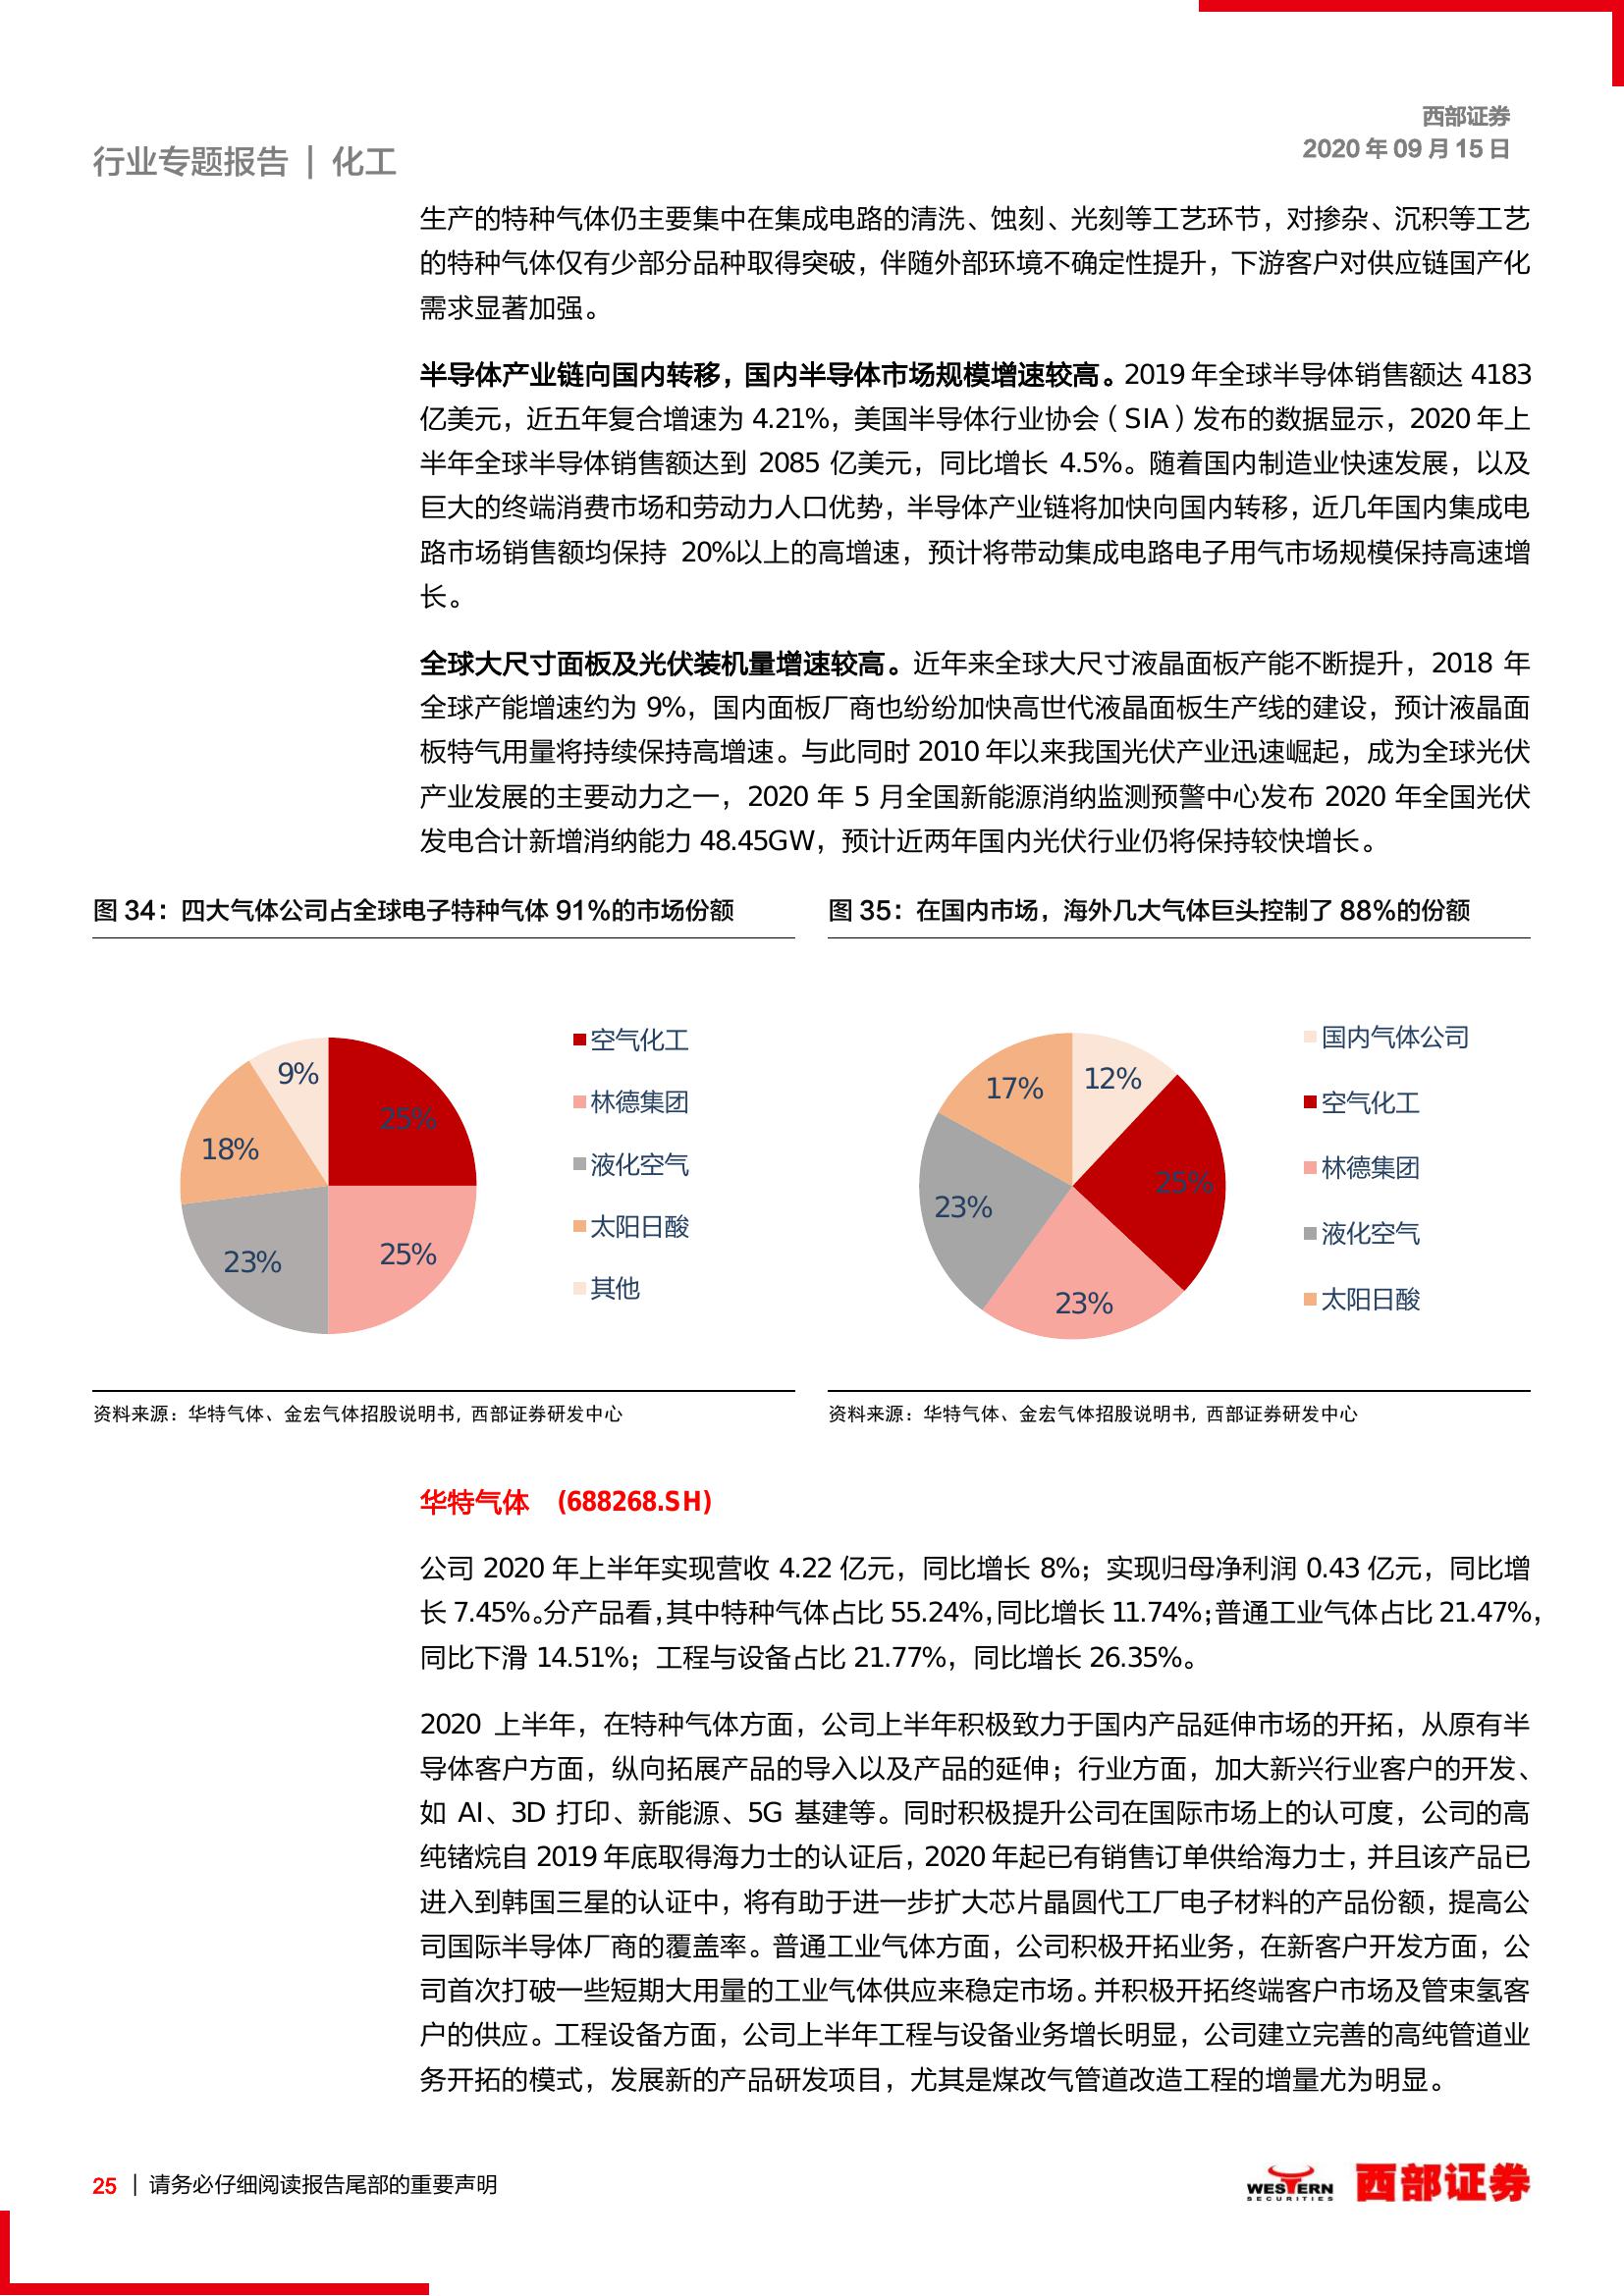 西部证券
2020 年 09 月 15 日
行业专题报告 | 化工
生产的特种气体仍主要集中在集成电路的清洗、蚀刻、光刻等工艺环节，对掺杂、沉积等工艺
的特种气体仅有少部分品种取得突破，伴随外部环境不确定性提升，下游客户对供应链国产化
需求显著加强。
半导体产业链向国内转移，国内半导体市场规模增速较高。2019 年全球半导体销售额达 4183
亿美元，近五年复合增速为 4.21%，美国半导体行业协会（SIA）发布的数据显示，2020 年上
半年全球半导体销售额达到 2085 亿美元，同比增长 4.5%。随着国内制造业快速发展，以及
巨大的终端消费市场和劳动力人口优势，半导体产业链将加快向国内转移，近几年国内集成电
路市场销售额均保持 20%以上的高增速，预计将带动集成电路电子用气市场规模保持高速增
长。
全球大尺寸面板及光伏装机量增速较高。近年来全球大尺寸液晶面板产能不断提升，2018 年
全球产能增速约为 9%，国内面板厂商也纷纷加快高世代液晶面板生产线的建设，预计液晶面
板特气用量将持续保持高增速。与此同时 2010 年以来我国光伏产业迅速崛起，成为全球光伏
产业发展的主要动力之一，2020 年 5 月全国新能源消纳监测预警中心发布 2020 年全国光伏
发电合计新增消纳能力 48.45GW，预计近两年国内光伏行业仍将保持较快增长。
图 34：四大气体公司占全球电子特种气体 91%的市场份额
9%
25%
18%
23%
25%
空气化工
林德集团
液化空气
太阳日酸
其他
资料来源：华特气体、金宏气体招股说明书, 西部证券研发中心
图 35：在国内市场，海外几大气体巨头控制了 88%的份额
17%
12%
25%
23%
23%
国内气体公司
空气化工
林德集团
液化空气
太阳日酸
资料来源：华特气体、金宏气体招股说明书, 西部证券研发中心
华特气体 (688268.SH)
公司 2020 年上半年实现营收 4.22 亿元，同比增长 8%；实现归母净利润 0.43 亿元，同比增
长 7.45%。分产品看，其中特种气体占比 55.24%，同比增长 11.74%；普通工业气体占比 21.47%，
同比下滑 14.51%；工程与设备占比 21.77%，同比增长 26.35%。
2020 上半年，在特种气体方面，公司上半年积极致力于国内产品延伸市场的开拓，从原有半
导体客户方面，纵向拓展产品的导入以及产品的延伸；行业方面，加大新兴行业客户的开发、
如 AI、3D 打印、新能源、5G 基建等。同时积极提升公司在国际市场上的认可度，公司的高
纯锗烷自 2019 年底取得海力士的认证后，2020 年起已有销售订单供给海力士，并且该产品已
进入到韩国三星的认证中，将有助于进一步扩大芯片晶圆代工厂电子材料的产品份额，提高公
司国际半导体厂商的覆盖率。普通工业气体方面，公司积极开拓业务，在新客户开发方面，公
司首次打破一些短期大用量的工业气体供应来稳定市场。并积极开拓终端客户市场及管束氢客
户的供应。工程设备方面，公司上半年工程与设备业务增长明显，公司建立完善的高纯管道业
务开拓的模式，发展新的产品研发项目，尤其是煤改气管道改造工程的增量尤为明显。
25 | 请务必仔细阅读报告尾部的重要声明
WESTERN
SECURITIES
西部证券